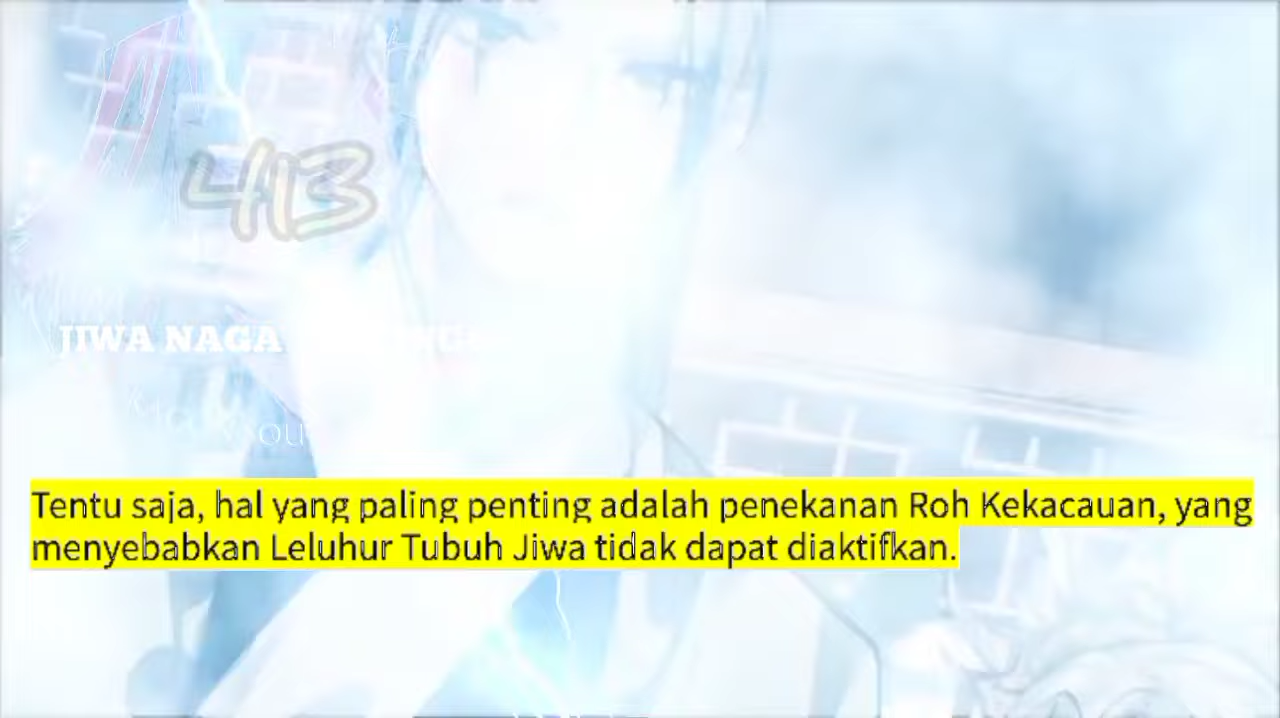 413
JIWA NAGA
you
Tentu saja, hal yang paling penting adalah penekanan Roh Kekacauan, yang
menyebabkan Leluhur Tubuh Jiwa tidak dapat diaktifkan.